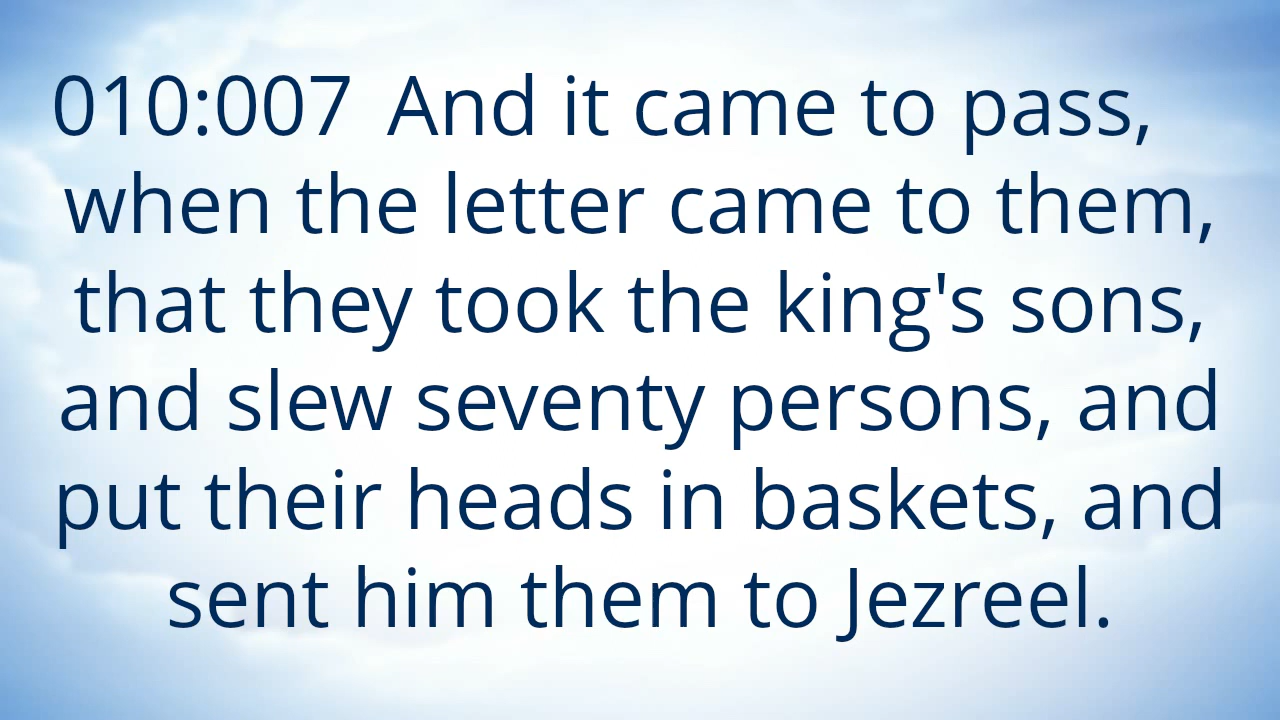 010:007  And it came to pass,
when the letter came to them,
that they took the king's sons,
and slew seventy persons, and
put their heads in baskets, and
sent him them to Jezreel.